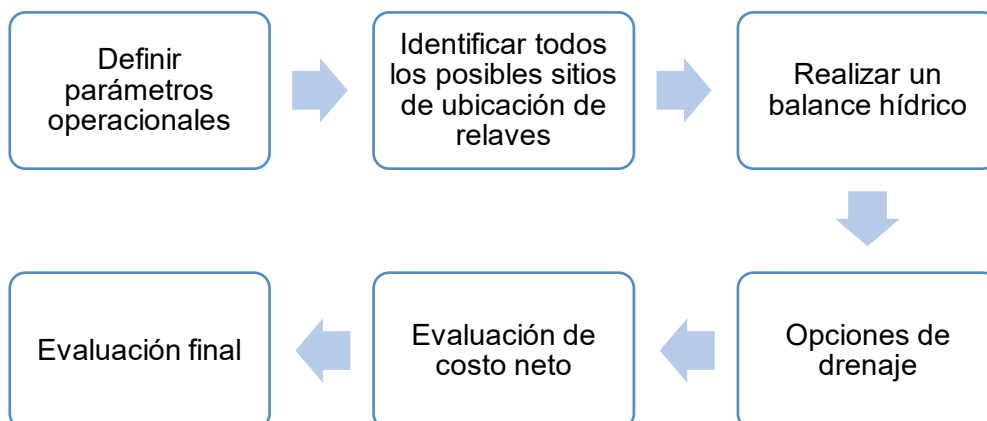 Definir
parámetros
operacionales
Identificar todos
los posibles sitios
de ubicación de
relaves
Realizar un
balance hídrico
Opciones de
drenaje
Evaluación de
costo neto
Evaluación final